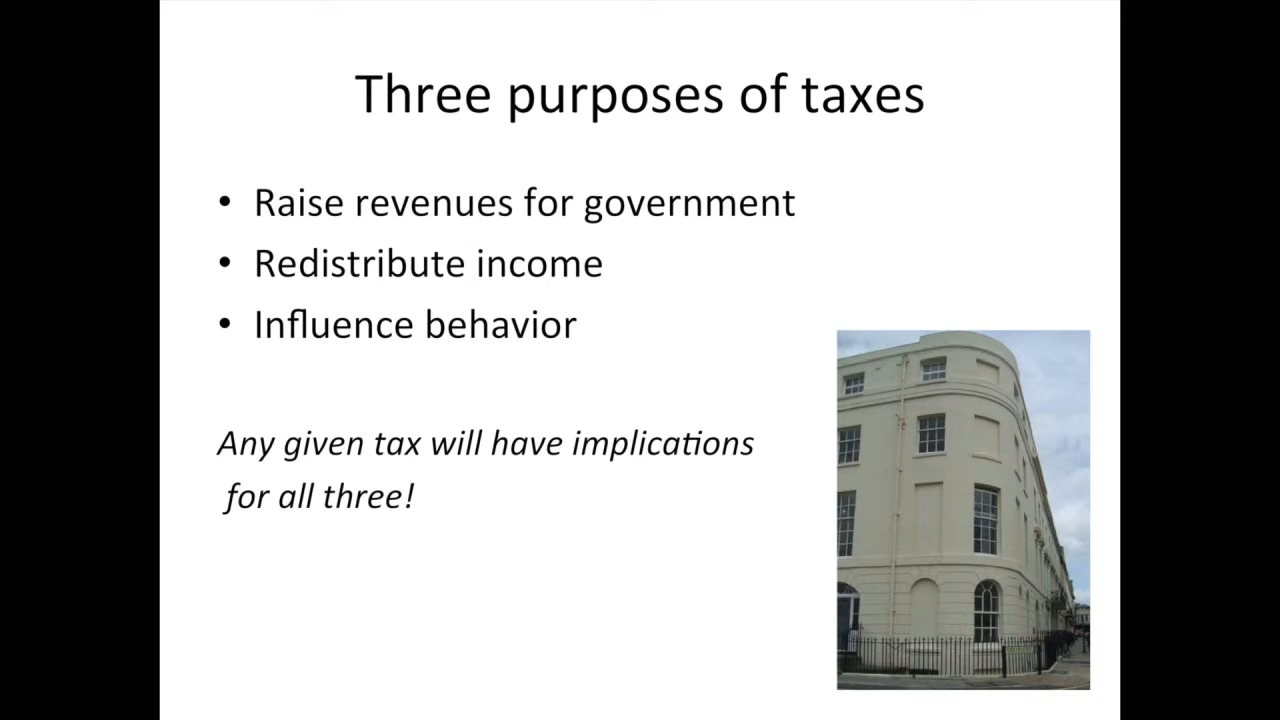 Three purposes of taxes
• Raise revenues for government
• Redistribute income
• Influence behavior
Any given tax will have implications
for all three!